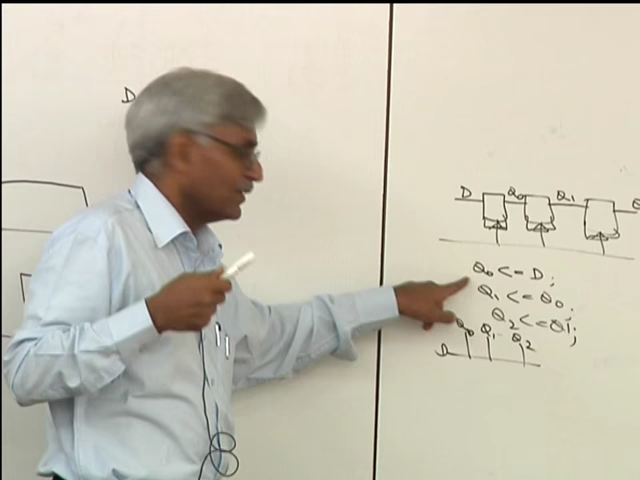 D
D Q0 Q1 Q
Q0 <= D;
Q1 <= Q0;
Q2 <= Q1;
Q0 Q1 Q2
D